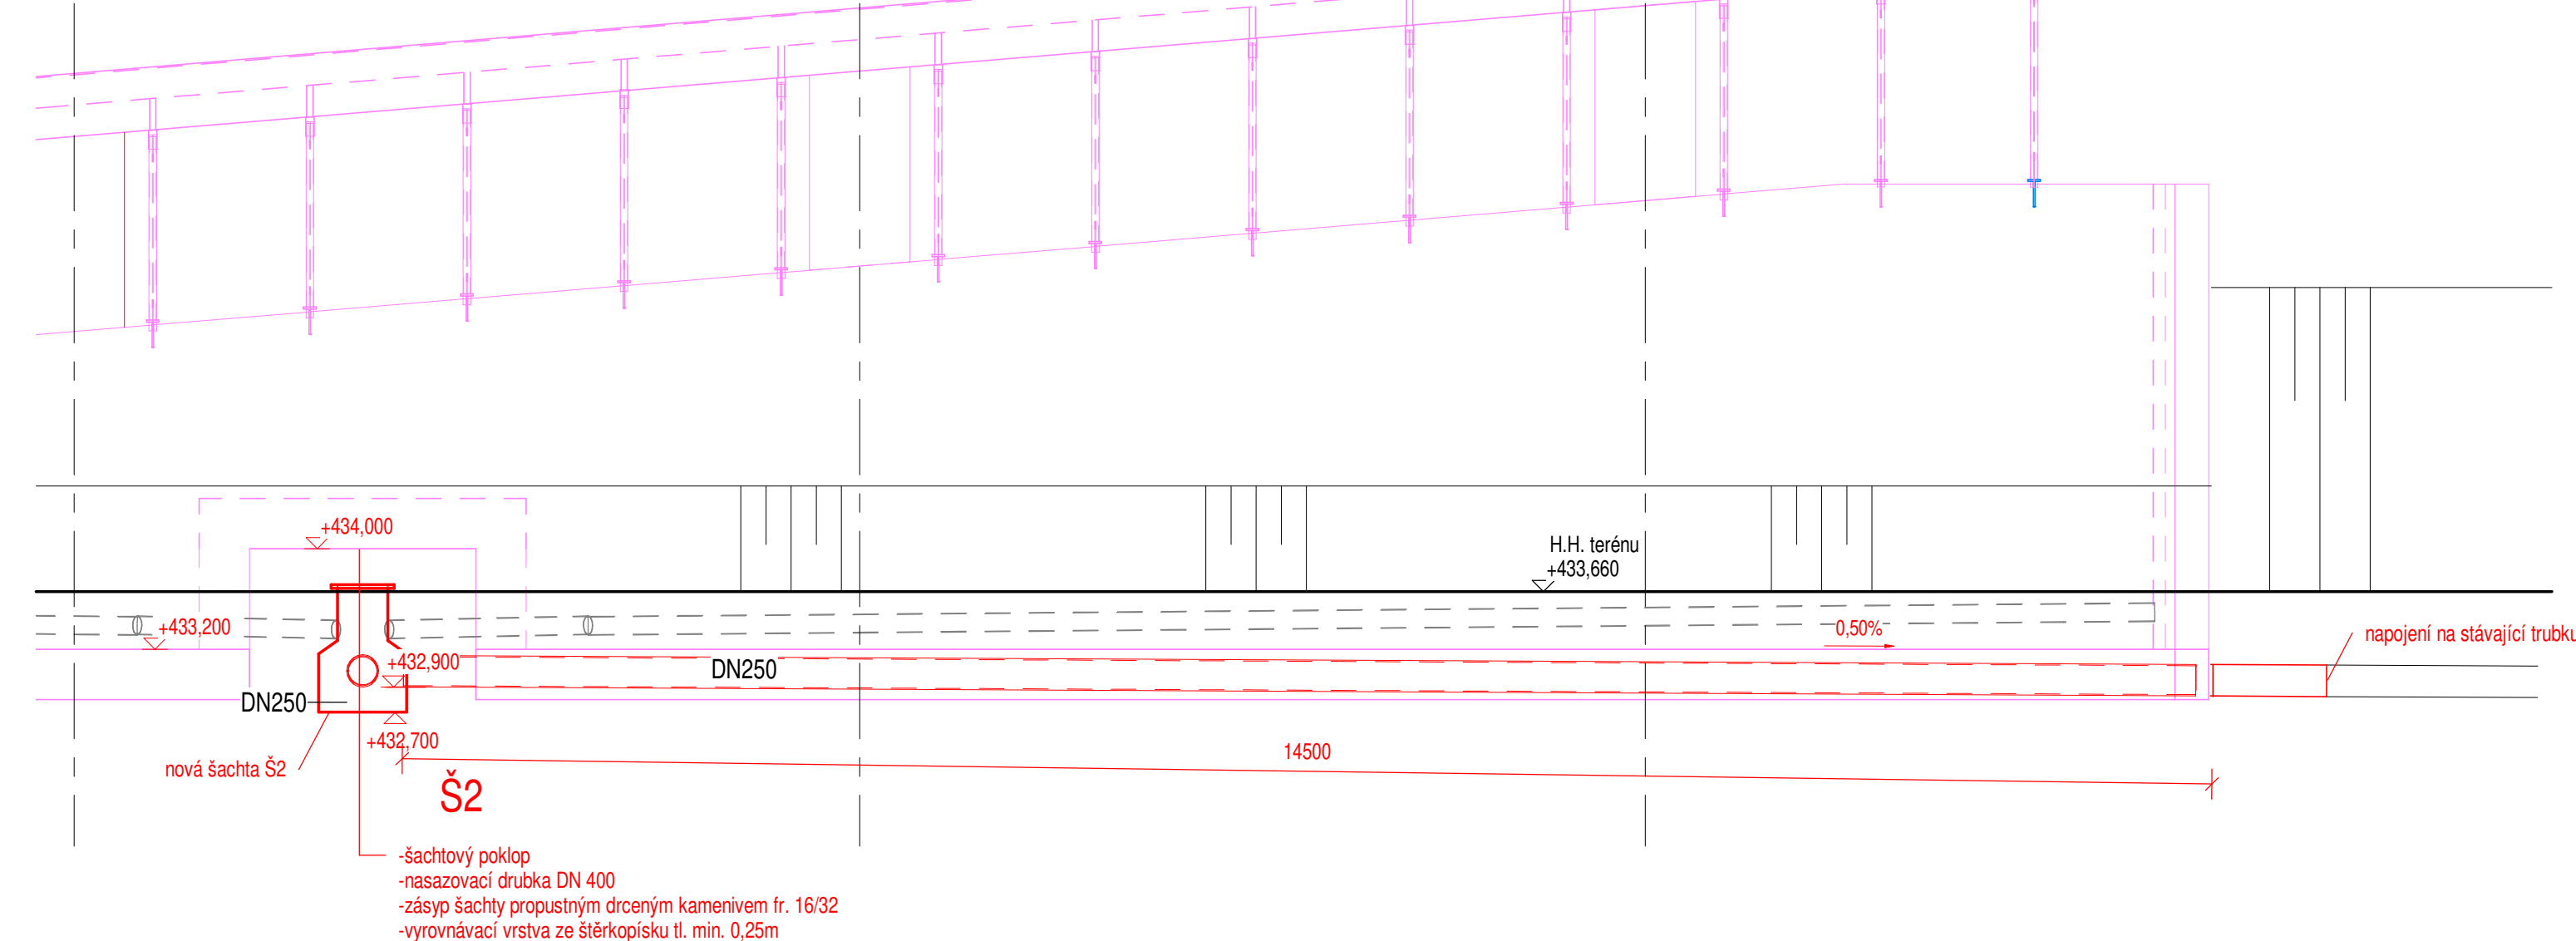 +434,000
H.H. terénu
+433,660
+433,200
0,50%
napojení na stávající trubku
+432,900
DN250
DN250
+432,700
14500
nová šachta Š2
Š2
-šachtový poklop
-nasazovací drubka DN 400
-zásyp šachty propustným drceným kamenivem fr. 16/32
-vyrovnávací vrstva ze štěrkopísku tl. min. 0,25m